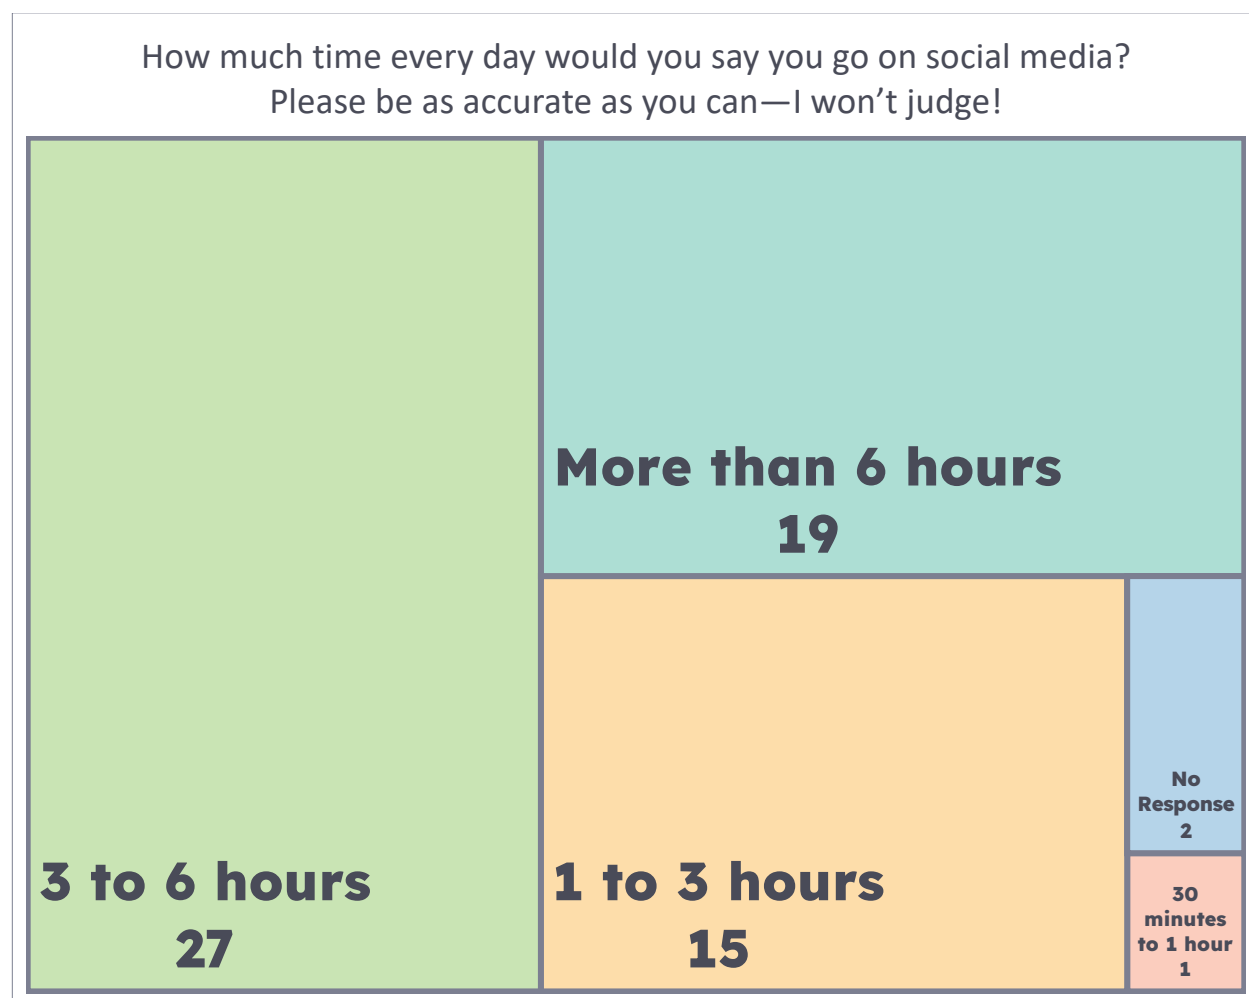 How much time every day would you say you go on social media?
Please be as accurate as you can—I won’t judge!
More than 6 hours
19
3 to 6 hours
27
1 to 3 hours
15
No
Response
2
30
minutes
to 1 hour
1